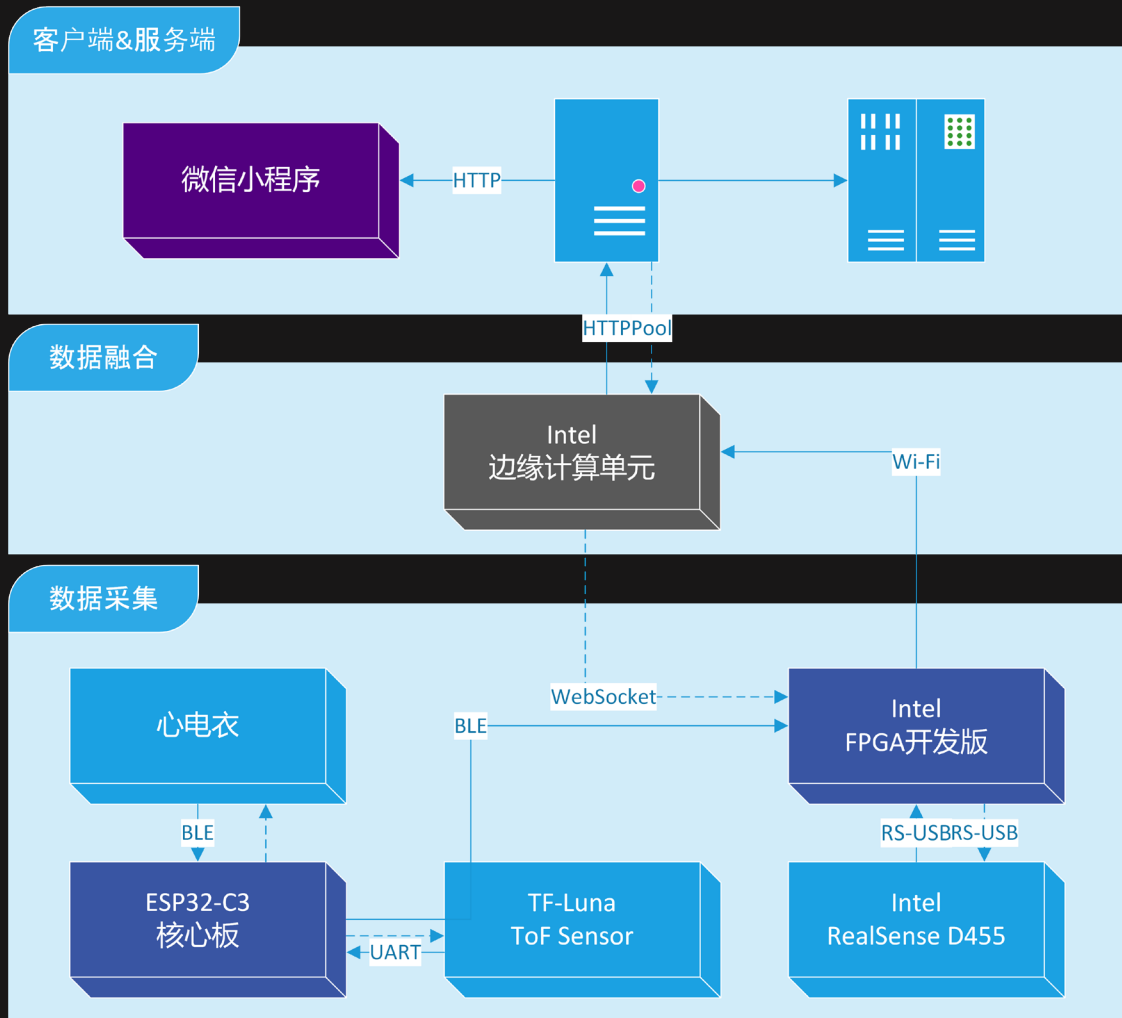 客户端&服务端
微信小程序
HTTP
HTTPPool
数据融合
Intel
边缘计算单元
Wi-Fi
数据采集
WebSocket
BLE
心电衣
Intel
FPGA开发版
BLE
RS-USB
RS-USB
ESP32-C3
核心板
UART
TF-Luna
ToF Sensor
Intel
RealSense D455